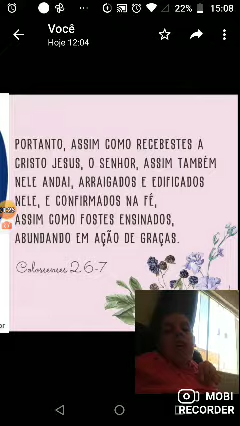 22% 15:08
Você
Hoje 12:04
PORTANTO, ASSIM COMO RECEBESTES A
CRISTO JESUS, O SENHOR, ASSIM TAMBÉM
NELE ANDAI, ARRAIGADOS E EDIFICADOS
NELE, E CONFIRMADOS NA FÉ,
ASSIM COMO FOSTES ENSINADOS,
ABUNDANDO EM AÇÃO DE GRAÇAS.
Colossenses 2.6-7
MOBI
RECORDER